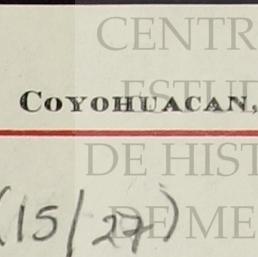 CENTR
ESTUD
COYOHUACAN,
DE HIST
(15/27)
DE ME